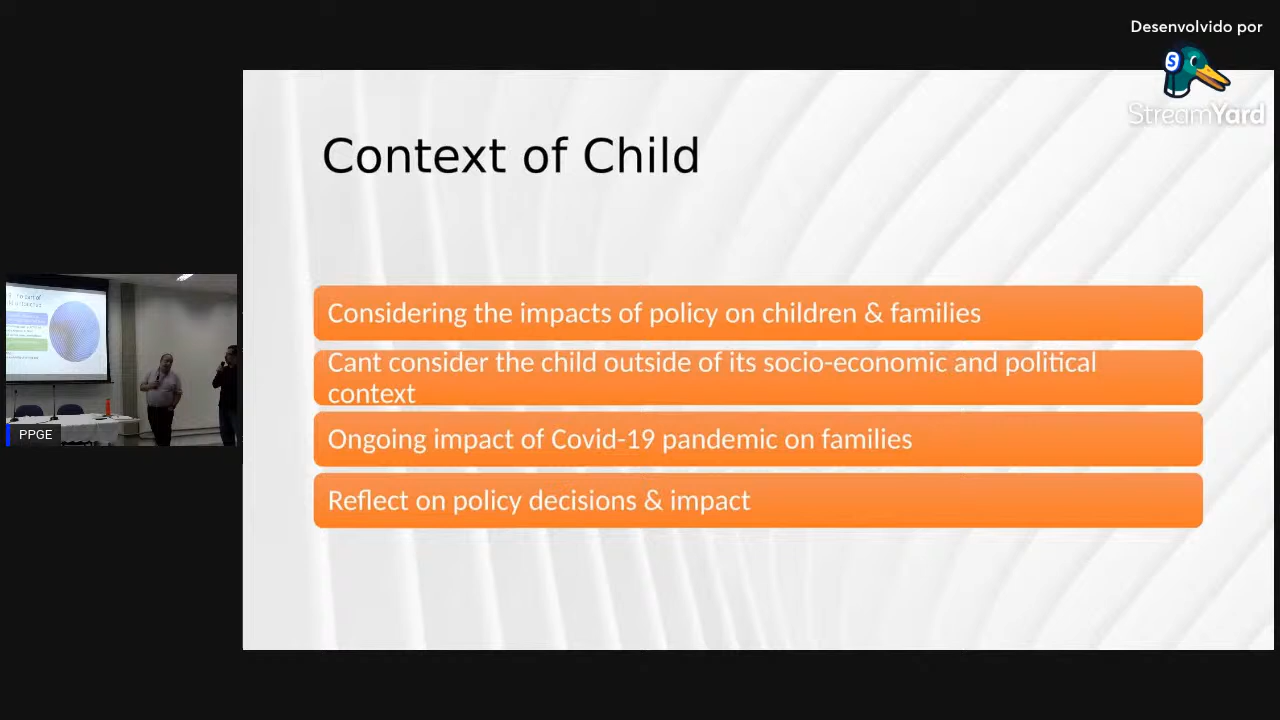 Desenvolvido por
StreamYard
Context of Child
Considering the impacts of policy on children & families
Cant consider the child outside of its socio-economic and political
context
Ongoing impact of Covid-19 pandemic on families
Reflect on policy decisions & impact
PPGE